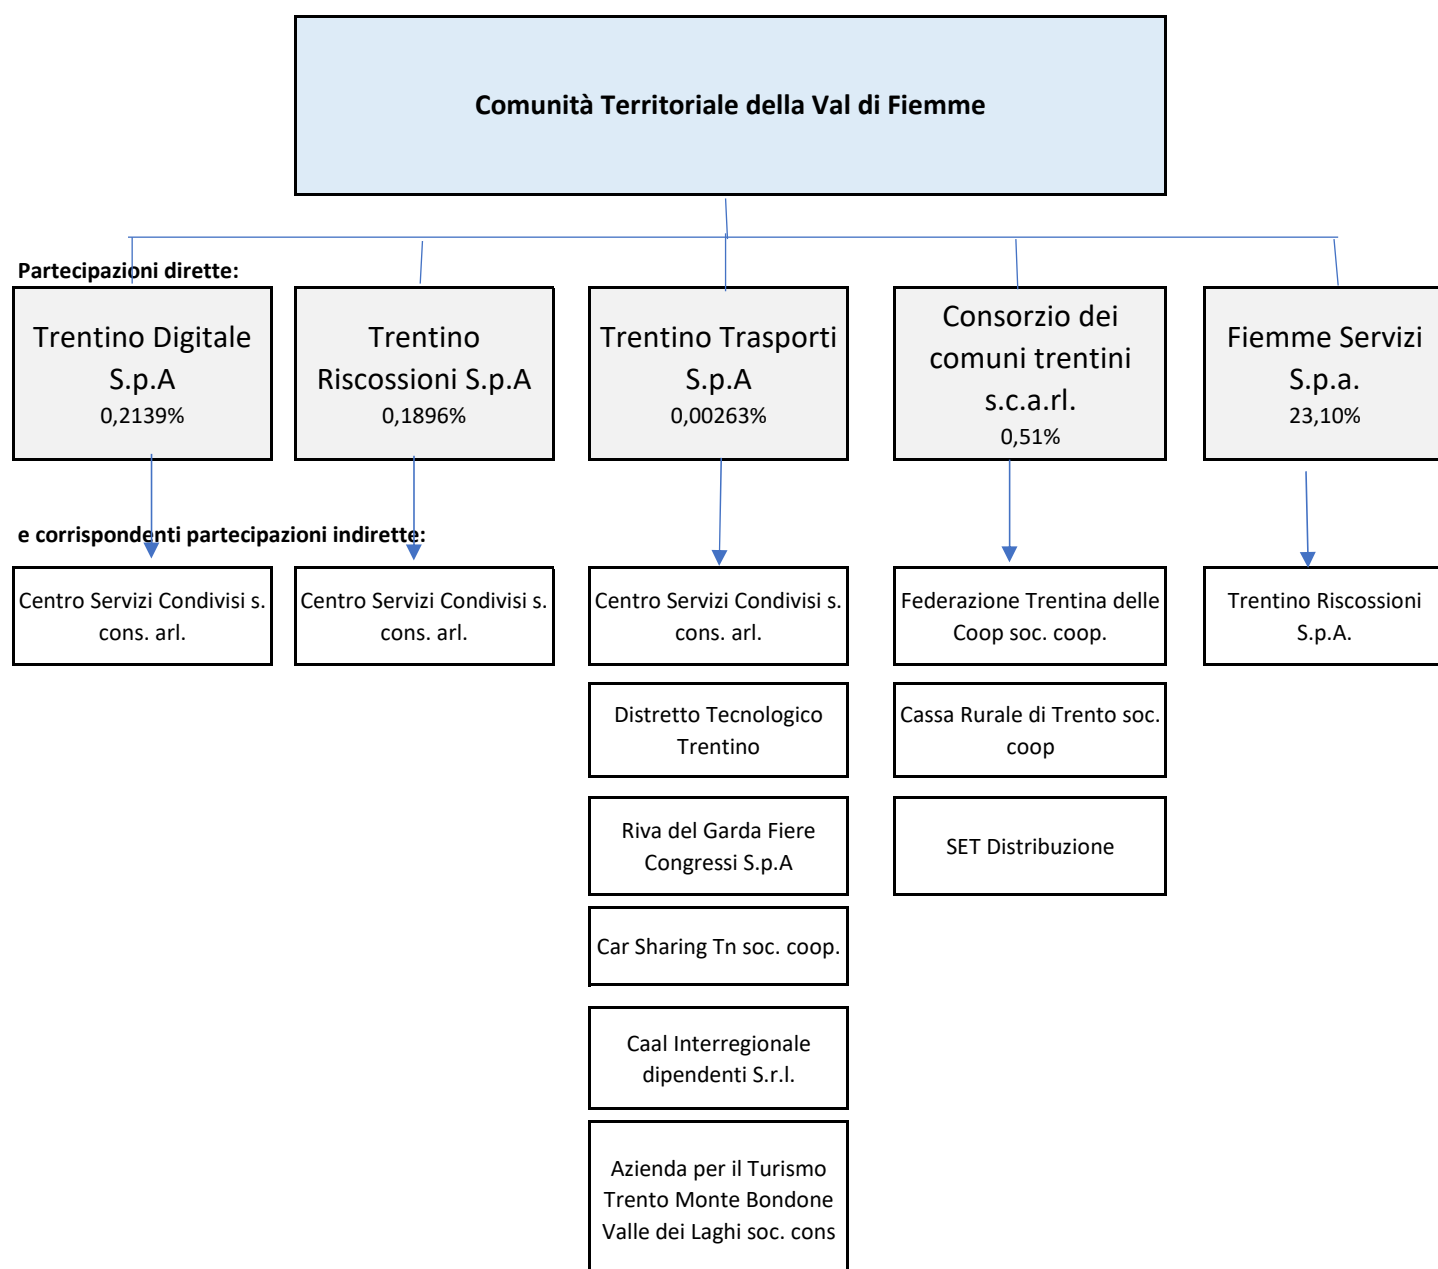 Comunità Territoriale della Val di Fiemme
Partecipazioni dirette:
Trentino Digitale
S.p.A
0,2139%
Trentino
Riscossioni S.p.A
0,1896%
Trentino Trasporti
S.p.A
0,00263%
Consorzio dei
comuni trentini
s.c.a.rl.
0,51%
Fiemme Servizi
S.p.a.
23,10%
e corrispondenti partecipazioni indirette:
Centro Servizi Condivisi s.
cons. arl.
Centro Servizi Condivisi s.
cons. arl.
Centro Servizi Condivisi s.
cons. arl.
Federazione Trentina delle
Coop soc. coop.
Trentino Riscossioni
S.p.A.
Distretto Tecnologico
Trentino
Cassa Rurale di Trento soc.
coop
Riva del Garda Fiere
Congressi S.p.A
SET Distribuzione
Car Sharing Tn soc. coop.
Caal Interregionale
dipendenti S.r.l.
Azienda per il Turismo
Trento Monte Bondone
Valle dei Laghi soc. cons